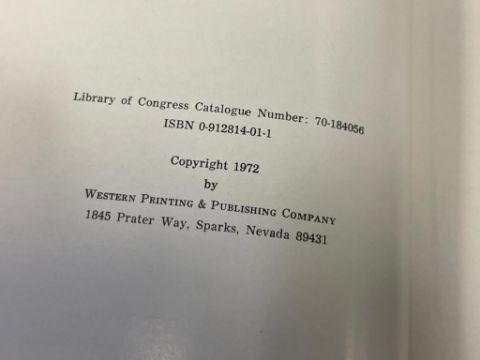 Library of Congress Catalogue Number: 70-184056
ISBN 0-912814-01-1
Copyright 1972
by
WESTERN PRINTING & PUBLISHING COMPANY
1845 Prater Way, Sparks, Nevada 89431